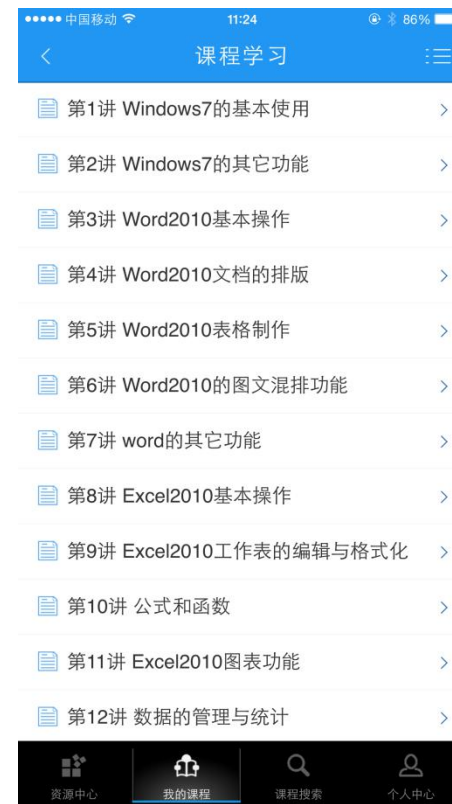 中国移动 11:24 86%
课程学习
第1讲 Windows7的基本使用
第2讲 Windows7的其它功能
第3讲 Word2010基本操作
第4讲 Word2010文档的排版
第5讲 Word2010表格制作
第6讲 Word2010的图文混排功能
第7讲 word的其它功能
第8讲 Excel2010基本操作
第9讲 Excel2010工作表的编辑与格式化
第10讲 公式和函数
第11讲 Excel2010图表功能
第12讲 数据的管理与统计
资源中心 我的课程 课程搜索 个人中心